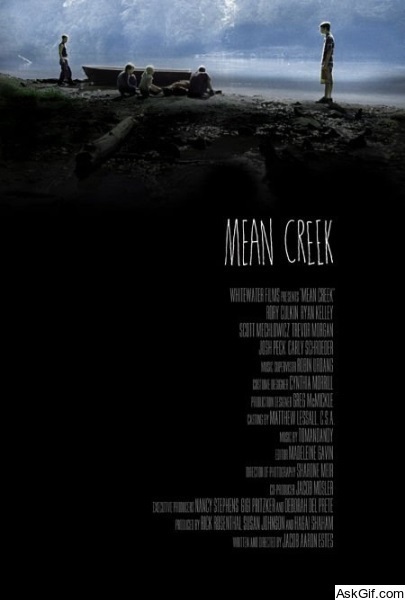 MEAN CREEK
WHITEWATER FILMS PRESENTS "MEAN CREEK"
RORY CULKIN RYAN KELLEY
SCOTT MECHLOWICZ TREVOR MORGAN
JOSH PECK CARLY SCHROEDER
MUSIC SUPERVISOR ROBIN URDANG
COSTUME DESIGNER CYNTHIA MORRILL
PRODUCTION DESIGNER GREG McMICKLE
CASTING BY MATTHEW LESSALL, C.S.A.
MUSIC BY TOMANDANDY
EDITOR MADELEINE GAVIN
DIRECTOR OF PHOTOGRAPHY SHARONE MEIR
CO-PRODUCER JACOB MOSLER
EXECUTIVE PRODUCERS NANCY STEPHENS GIGI PRITZKER AND DEBORAH DEL PRETE
PRODUCED BY RICK ROSENTHAL, SUSAN JOHNSON AND HAGAI SHAHAM
WRITTEN AND DIRECTED BY JACOB AARON ESTES
AskGif.com